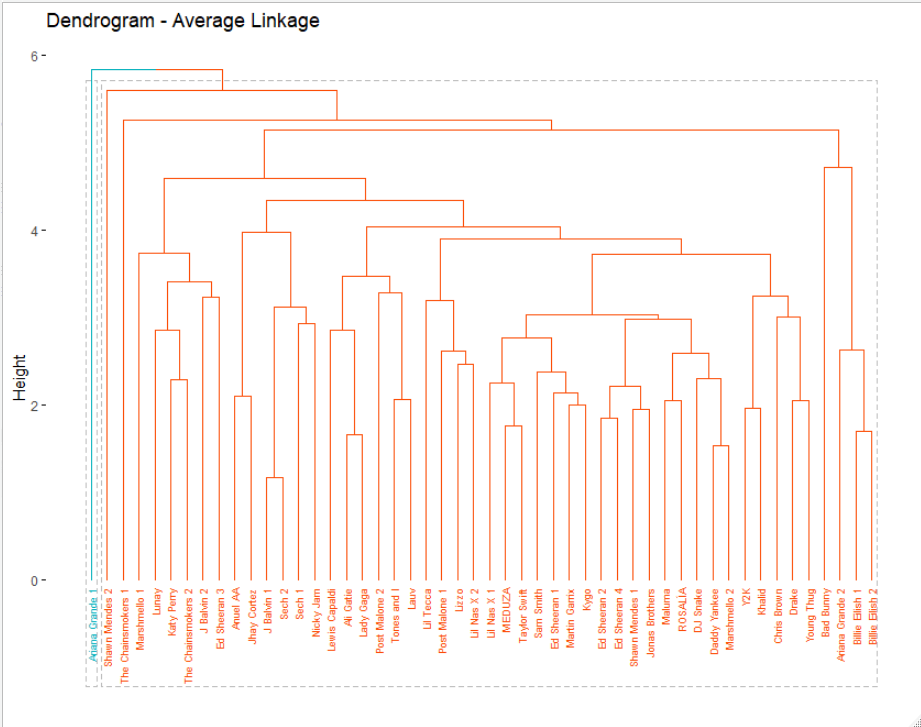 Dendrogram - Average Linkage
6
4
2
0
Height
Ariana Grande 1
Shawn Mendes 2
The Chainsmokers 1
Marshmello 1
Lunay
Katy Perry
The Chainsmokers 2
J Balvin 2
Ed Sheeran 3
Anuel AA
Jhay Cortez
J Balvin 1
Sech 2
Sech 1
Nicky Jam
Lewis Capaldi
Ali Gatie
Lady Gaga
Post Malone 2
Tones and I
Lauv
Lil Tecca
Post Malone 1
Lizzo
Lil Nas X 2
Lil Nas X 1
MEDUZA
Taylor Swift
Sam Smith
Ed Sheeran 1
Martin Garrix
Kygo
Ed Sheeran 2
Ed Sheeran 4
Shawn Mendes 1
Jonas Brothers
Maluma
ROSALÍA
DJ Snake
Daddy Yankee
Marshmello 2
Y2K
Khalid
Chris Brown
Drake
Young Thug
Bad Bunny
Ariana Grande 2
Billie Eilish 1
Billie Eilish 2